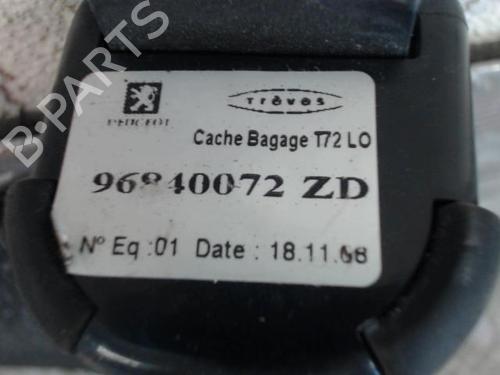 PEUGEOT
Trèves
Cache Bagage T72 LO
96840072 ZD
N° Eq :01 Date : 18.11.08
B-PARTS